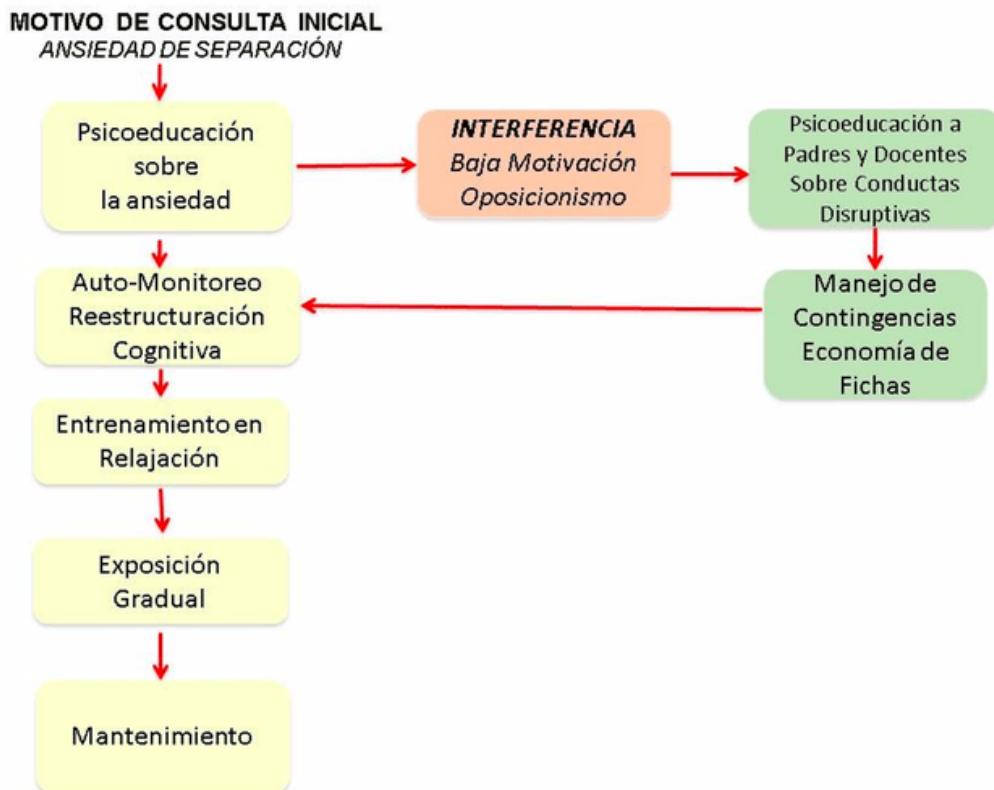 MOTIVO DE CONSULTA INICIAL
ANSIEDAD DE SEPARACIÓN
Psicoeducación
sobre
la ansiedad
INTERFERENCIA
Baja Motivación
Oposicionismo
Psicoeducación a
Padres y Docentes
Sobre Conductas
Disruptivas
Auto-Monitoreo
Reestructuración
Cognitiva
Manejo de
Contingencias
Economía de
Fichas
Entrenamiento en
Relajación
Exposición
Gradual
Mantenimiento